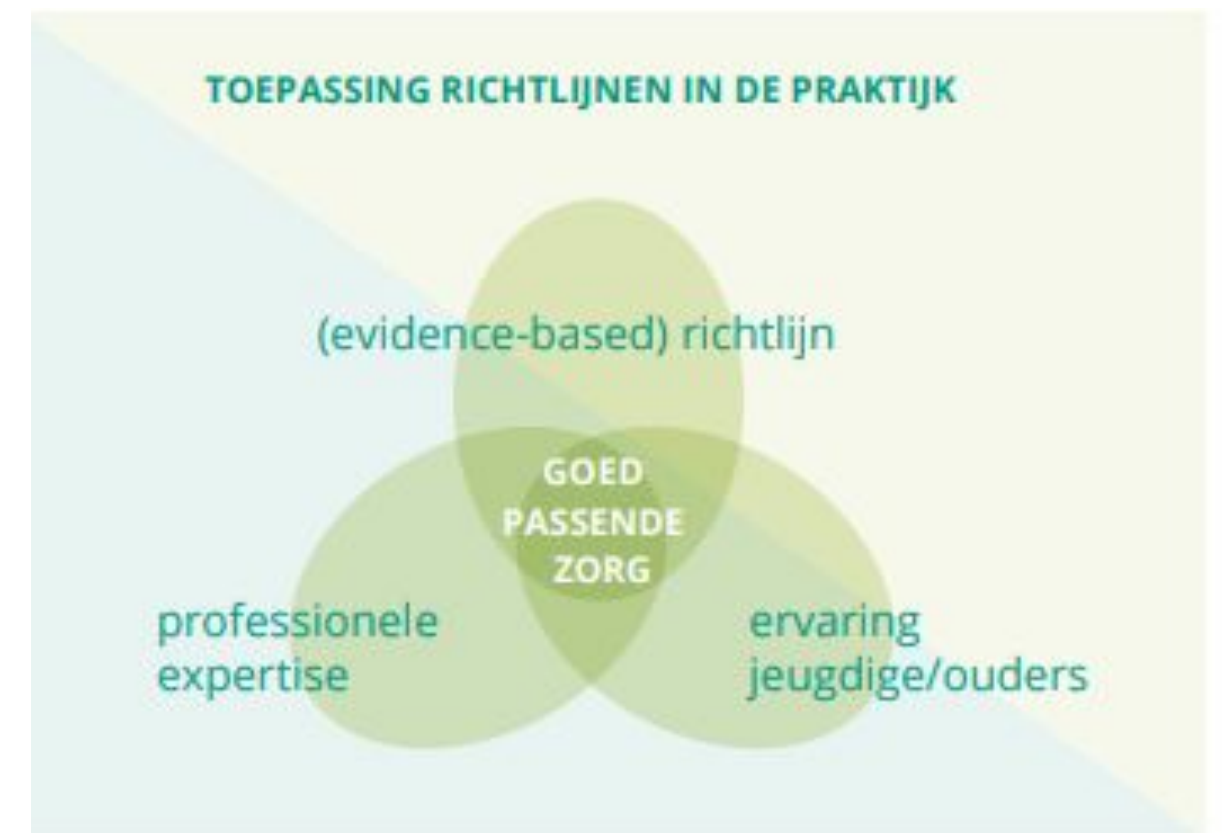 TOEPASSING RICHTLIJNEN IN DE PRAKTIJK
(evidence-based) richtlijn
GOED
PASSENDE
ZORG
professionele
expertise
ervaring
jeugdige/ouders